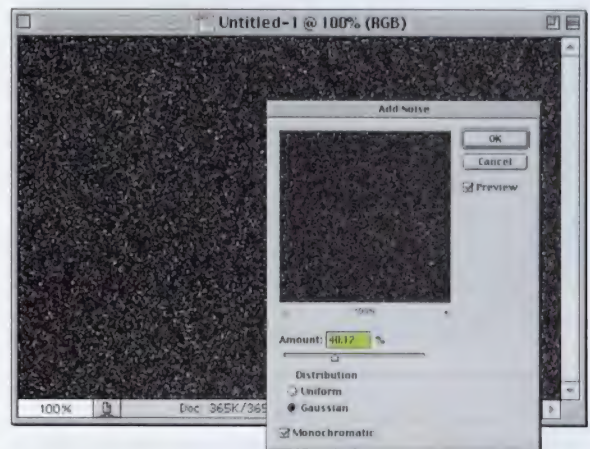 Untitled-1 @ 100% (RGB)
Add Noise
OK
Cancel
Preview
100%
Amount: 40.12 %
Distribution
Uniform
Gaussian
Monochromatic
100%
Doc 365K/365